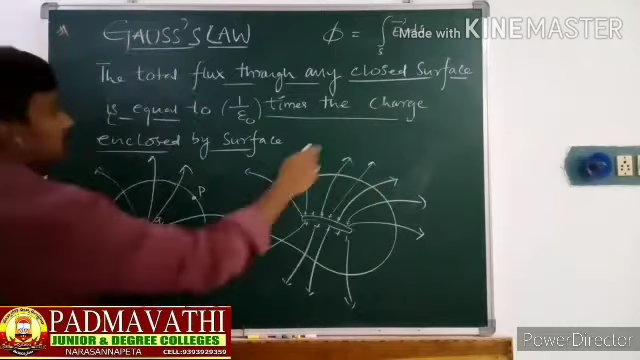 GAUSS'S LAW
Φ = ∫
s
Made with KINEMASTER
The total flux through any closed surface
is equal to (1/ε₀) times the charge
enclosed by surface
P
PADMAVATHI
JUNIOR & DEGREE COLLEGES
NARASANNAPETA CELL:9393929359
PowerDirector